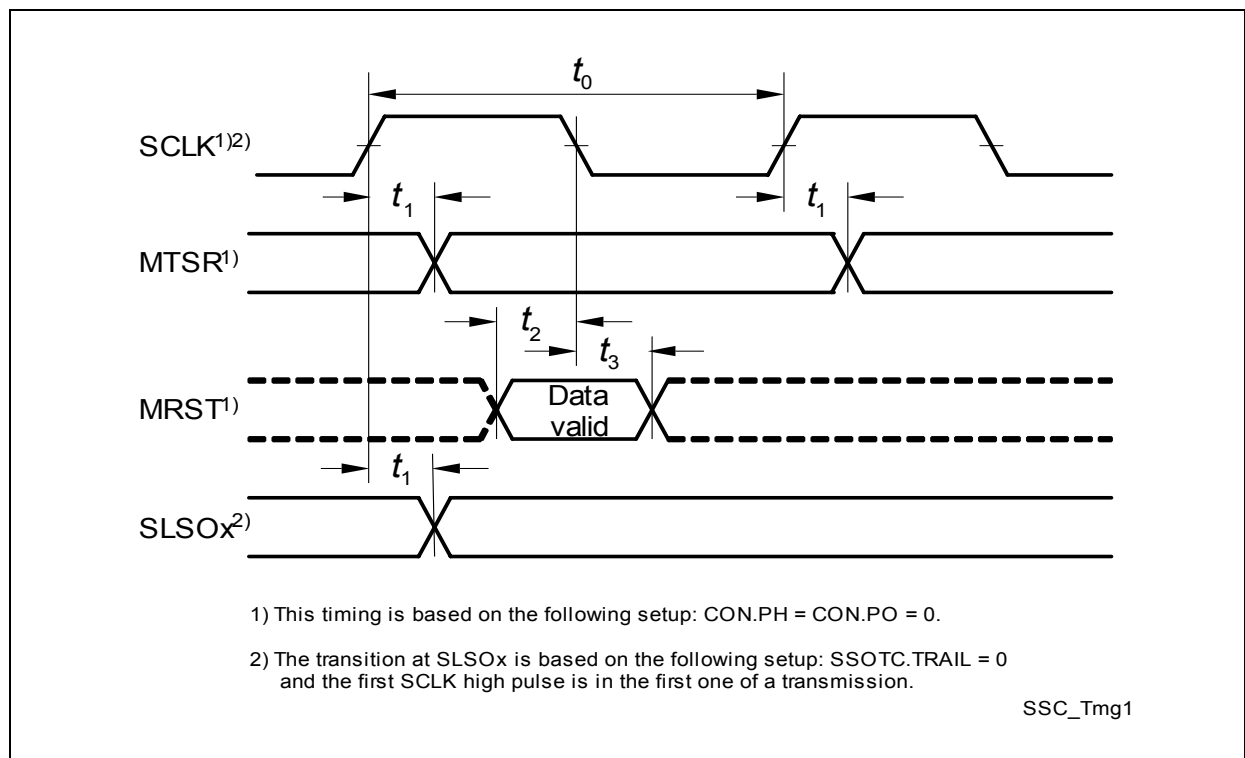 t0
SCLK1)2)
t1
t1
MTSR1)
t2
t3
MRST1)
Data
valid
t1
SLSOx2)
1) This timing is based on the following setup: CON.PH = CON.PO = 0.
2) The transition at SLSOx is based on the following setup: SSOTC.TRAIL = 0
and the first SCLK high pulse is in the first one of a transmission.
SSC_Tmg1